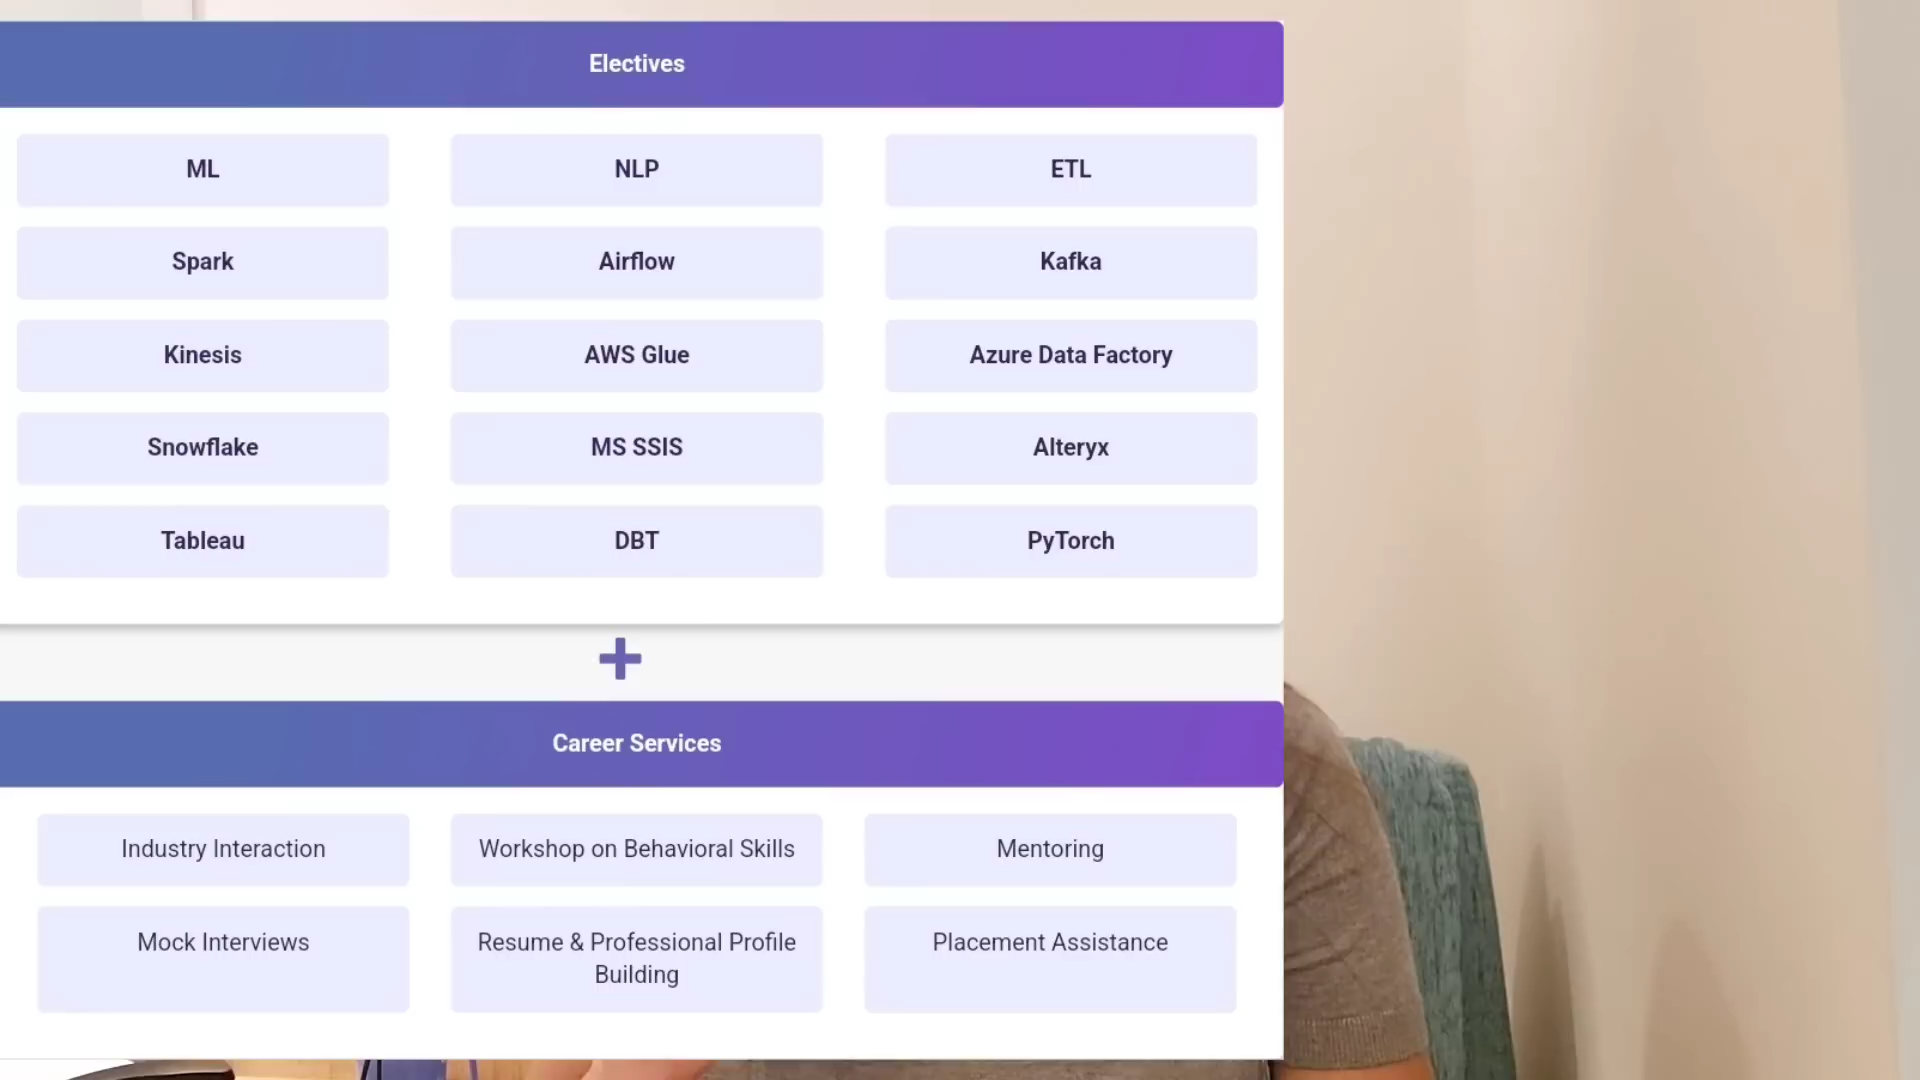 Electives
ML
NLP
ETL
Spark
Airflow
Kafka
Kinesis
AWS Glue
Azure Data Factory
Snowflake
MS SSIS
Alteryx
Tableau
DBT
PyTorch
Career Services
Industry Interaction
Workshop on Behavioral Skills
Mentoring
Mock Interviews
Resume & Professional Profile
Building
Placement Assistance